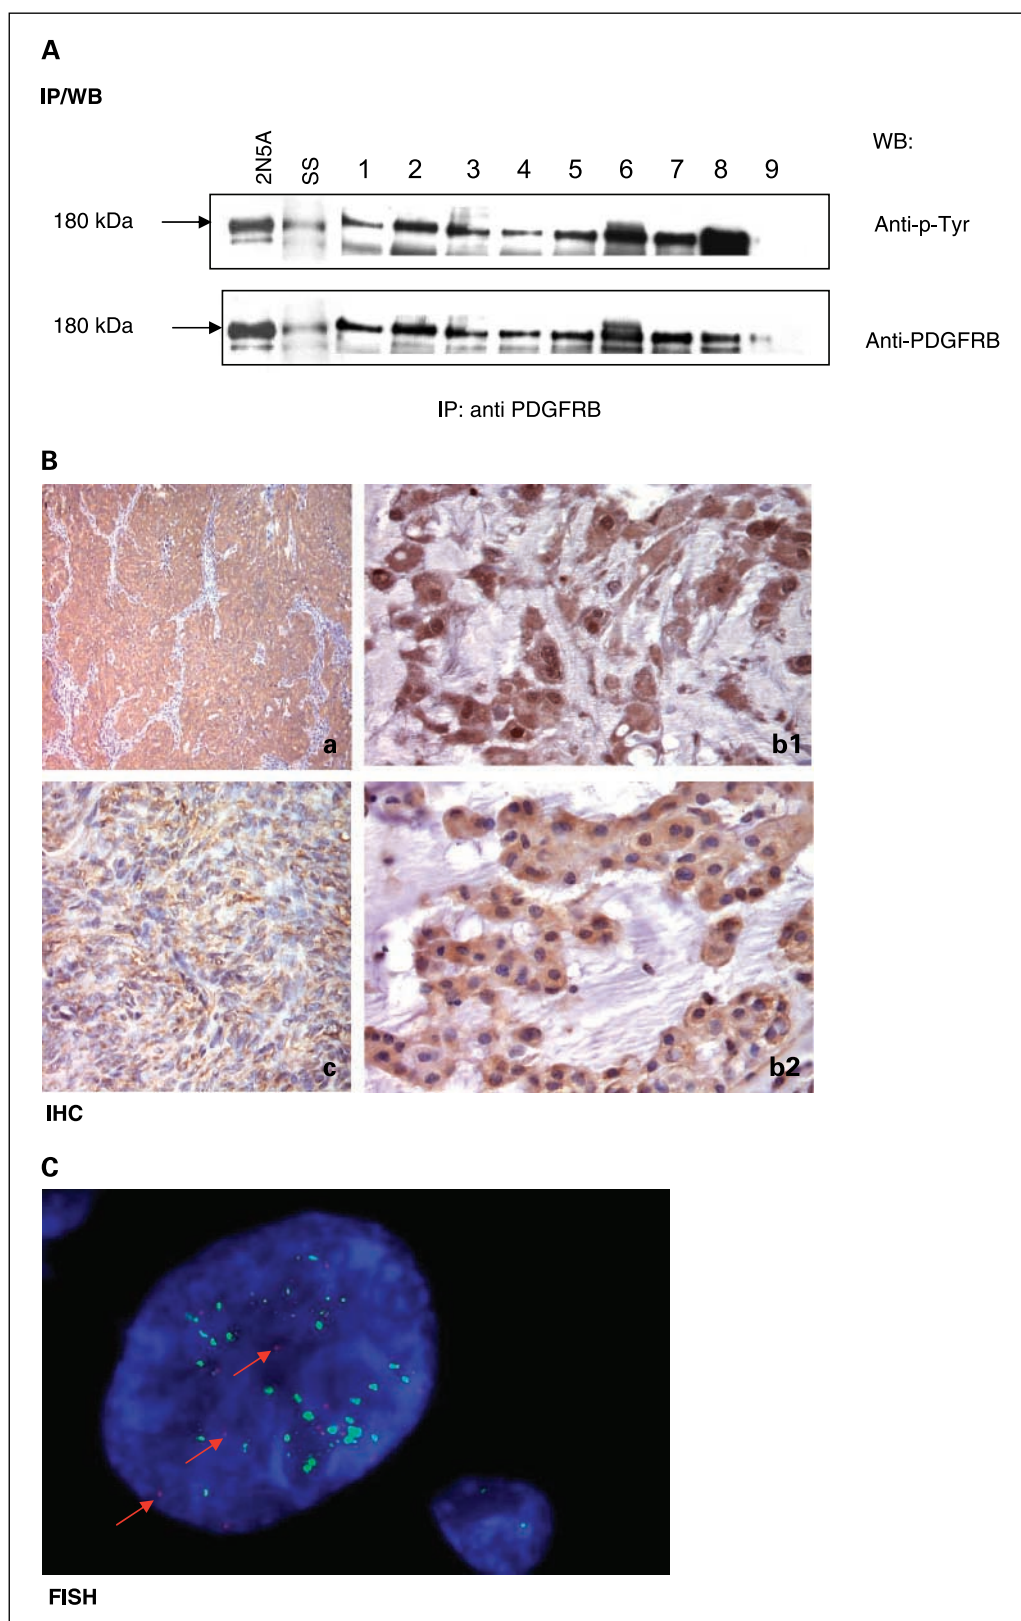 A
IP/WB
2N5A SS 1 2 3 4 5 6 7 8 9 WB:
180 kDa Anti-p-Tyr
180 kDa Anti-PDGFRB
IP: anti PDGFRB
B
a b1
c b2
IHC
C
FISH